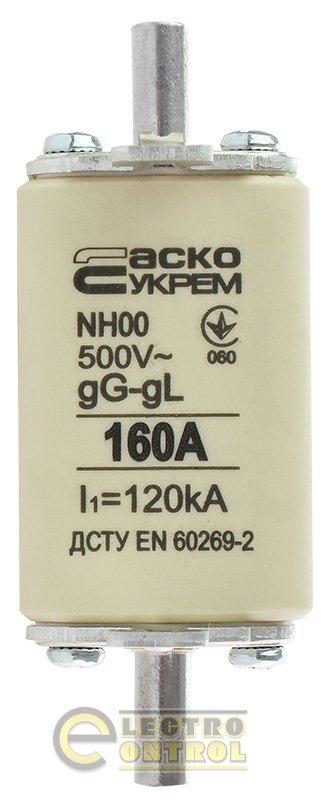 аско
УКРЕМ
NH00
500V~
060
gG-gL
160A
I₁=120kA
ДСТУ EN 60269-2
ELECTRO
CONTROL